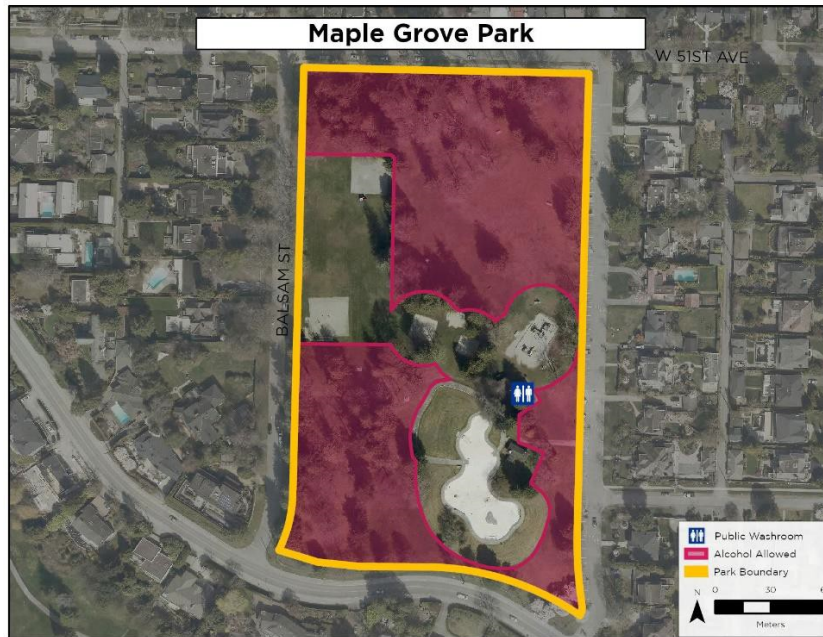 Maple Grove Park
W 51ST AVE
BALSAM ST
Public Washroom
Alcohol Allowed
Park Boundary
N
0 30
Meters